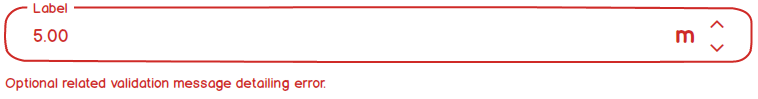 Label
5.00 m
Optional related validation message detailing error.